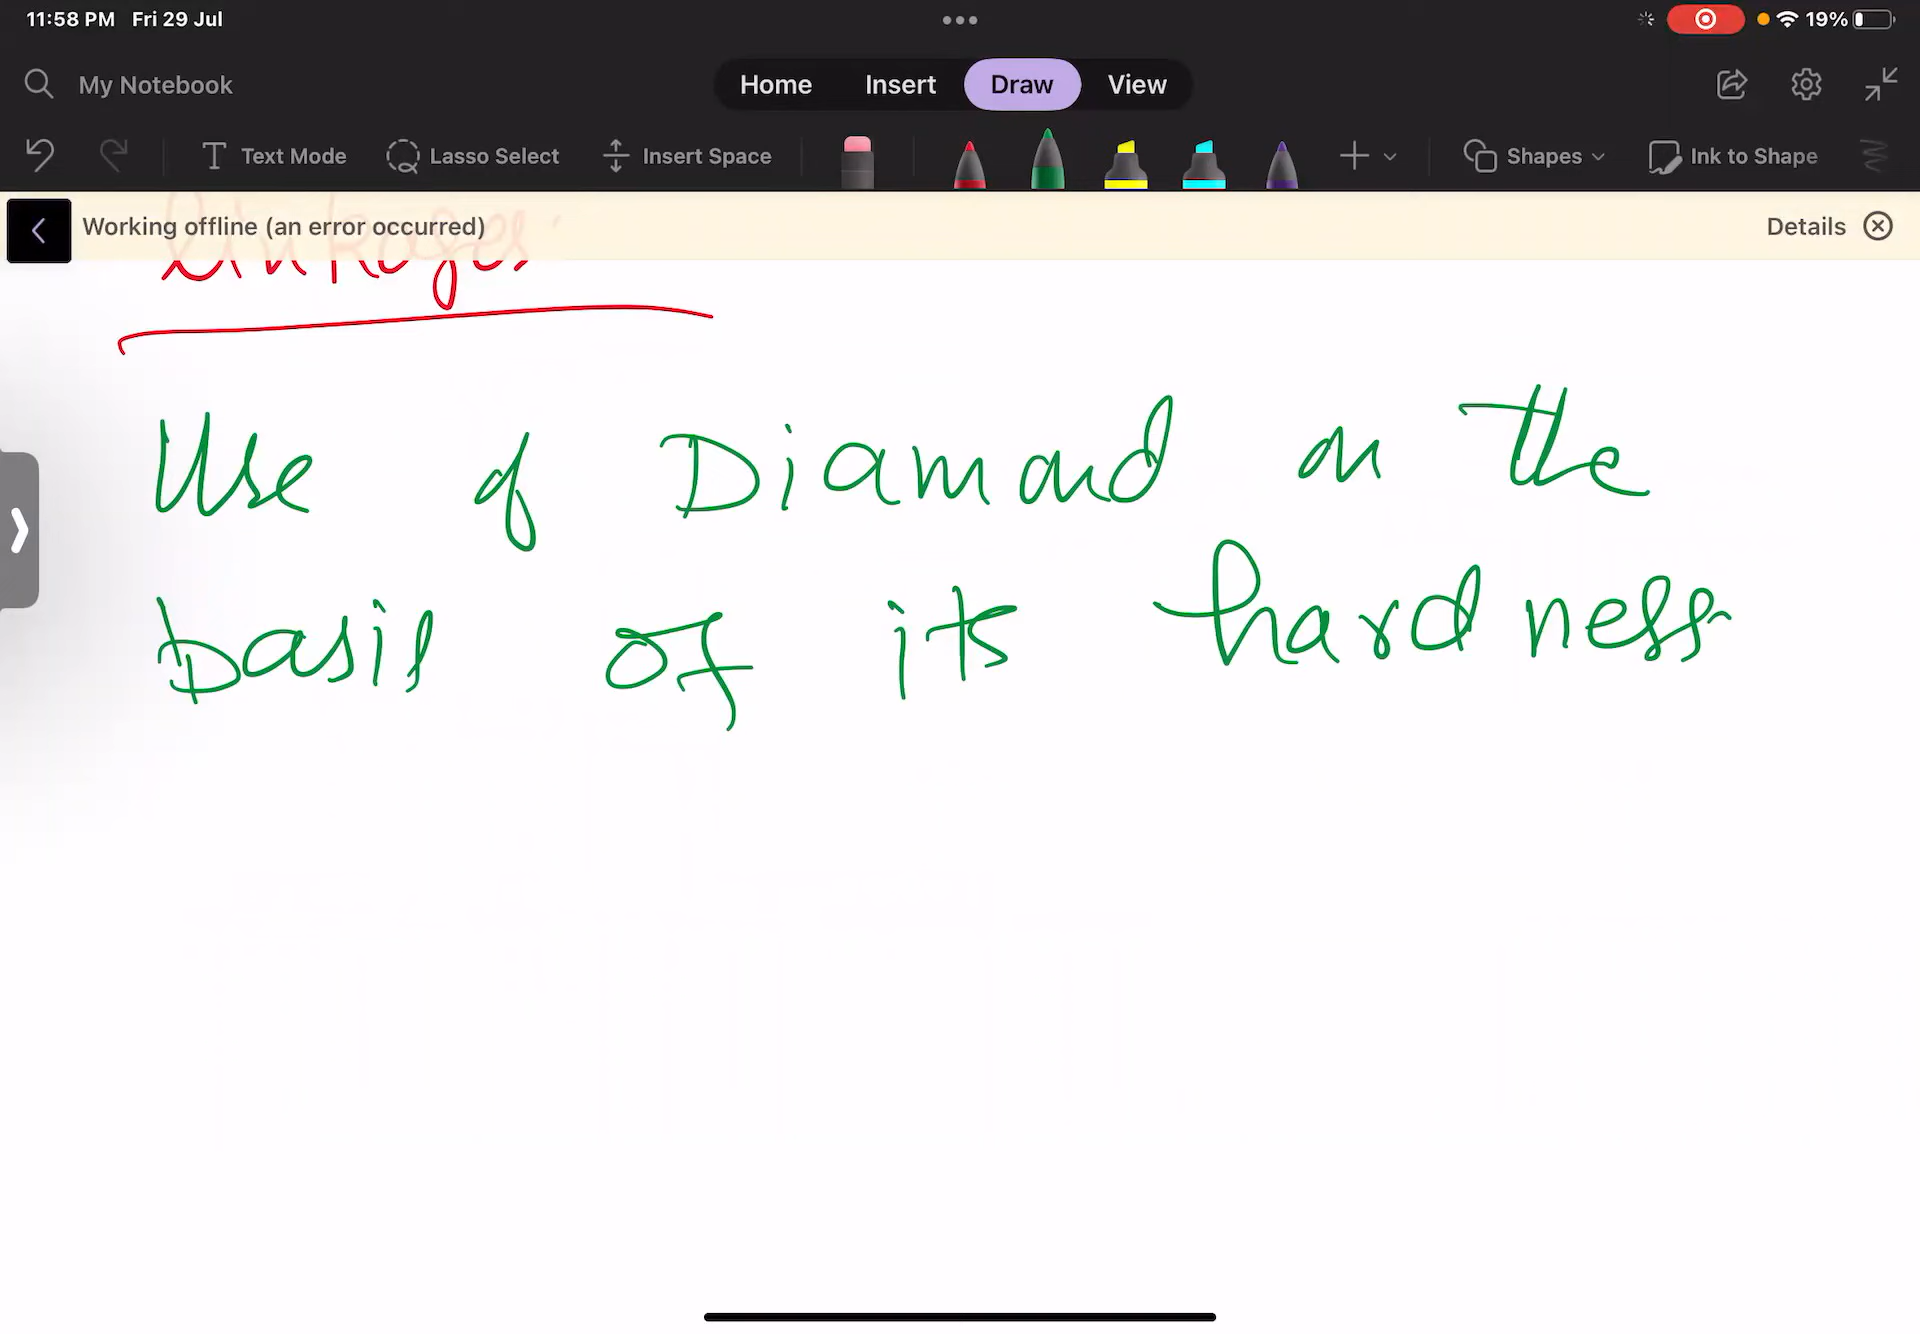 11:58 PM Fri 29 Jul 19%
My Notebook Home Insert Draw View
Text Mode Lasso Select Insert Space Shapes Ink to Shape
Working offline (an error occurred) Details
linkages
Use of Diamond on the
basis of its hardness